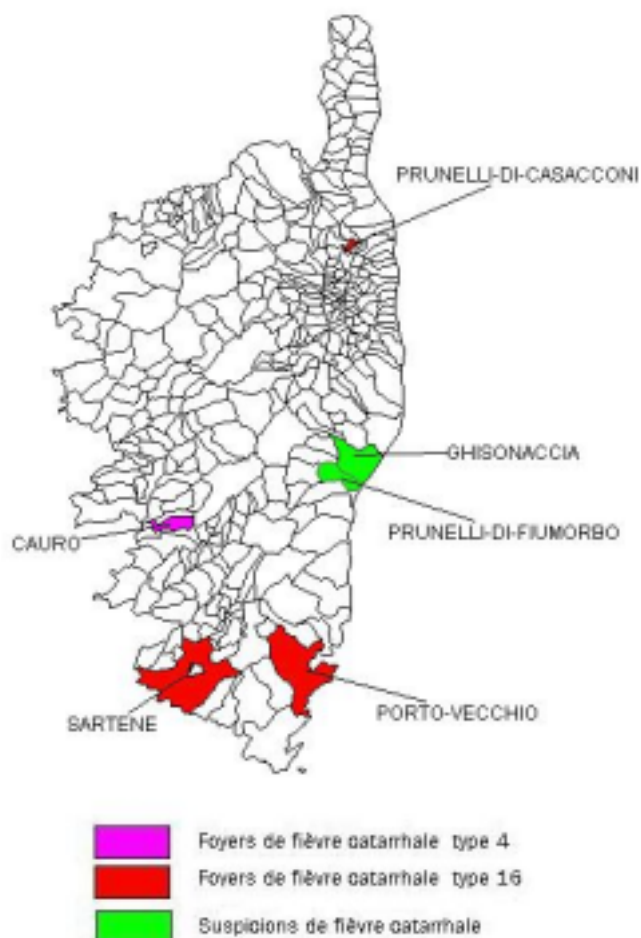 PRUNELLI-DI-CASACCONI
GHISONACCIA
PRUNELLI-DI-FIUMORBO
CAURO
SARTENE
PORTO-VECCHIO
Foyers de fièvre catarrhale type 4
Foyers de fièvre catarrhale type 16
Suspicions de fièvre catarrhale